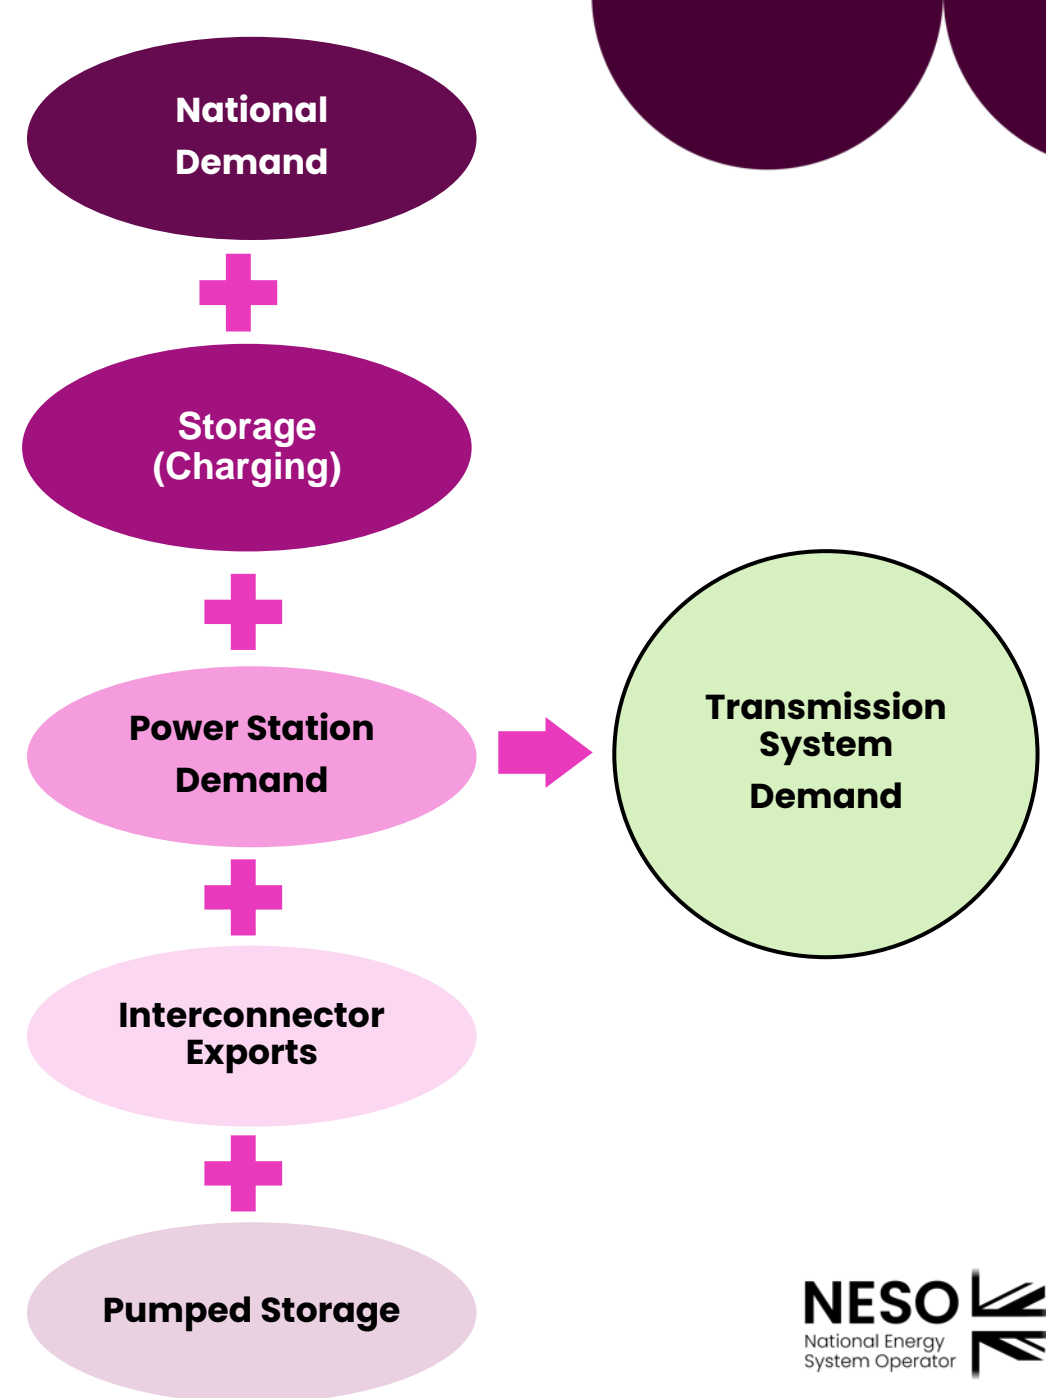 National
Demand
Storage
(Charging)
Power Station
Demand
Transmission
System
Demand
Interconnector
Exports
Pumped Storage
NESO
National Energy
System Operator